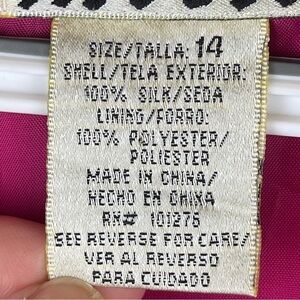 SIZE/TALLA: 14
SHELL/TELA EXTERIOR:
100% SILK/SEDA
LINING/FORRO:
100% POLYESTER/
POLIESTER
MADE IN CHINA/
HECHO EN CHINA
RN# 101275
SEE REVERSE FOR CARE/
VER AL REVERSO
PARA CUIDADO